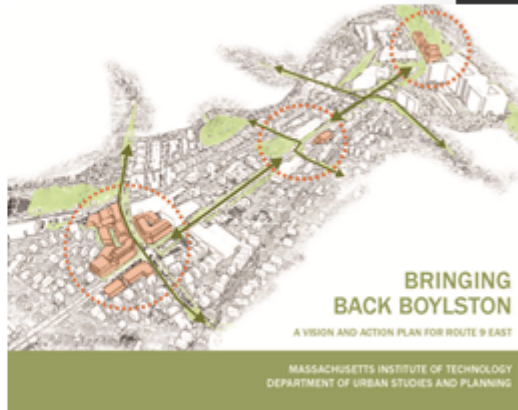 BRINGING
BACK BOYLSTON
A VISION AND ACTION PLAN FOR ROUTE 9 EAST
MASSACHUSETTS INSTITUTE OF TECHNOLOGY
DEPARTMENT OF URBAN STUDIES AND PLANNING